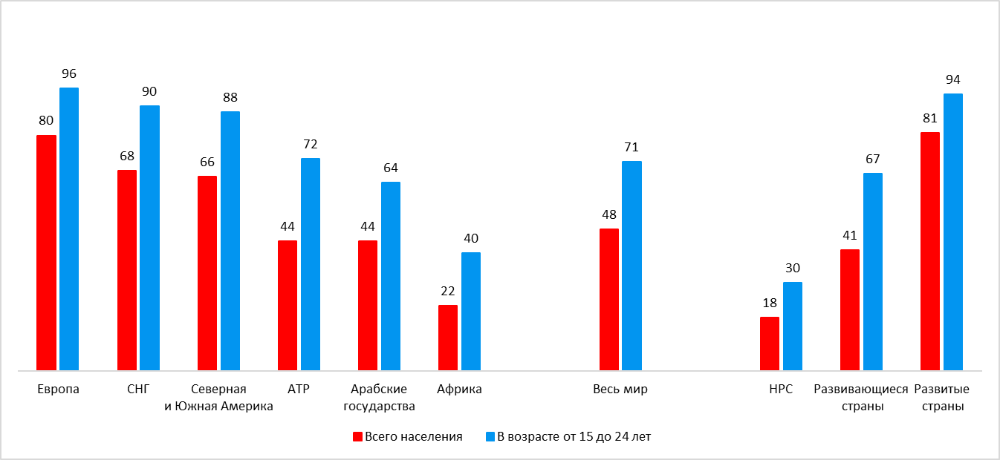 96
80
90
68
88
66
72
44
64
44
40
22
71
48
30
18
67
41
94
81
Европа
СНГ
Северная
и Южная Америка
АТР
Арабские
государства
Африка
Весь мир
НРС
Развивающиеся
страны
Развитые
страны
Всего населения
В возрасте от 15 до 24 лет